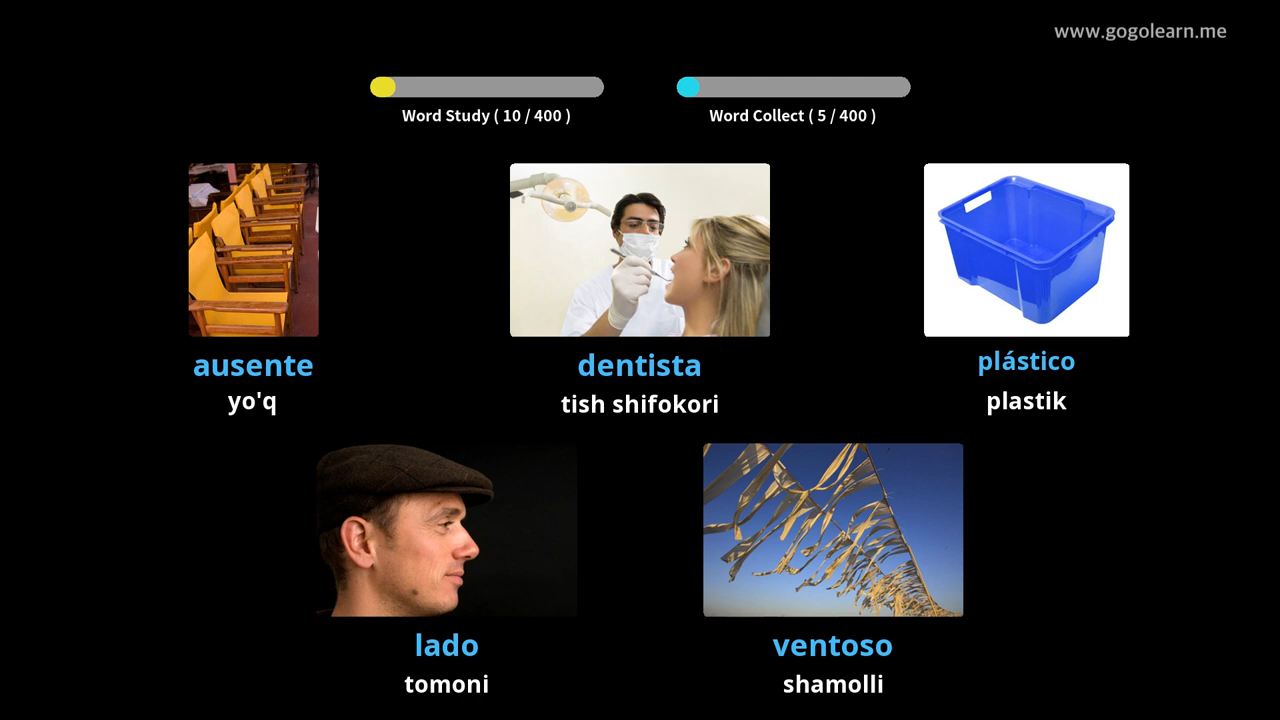 www.gogolearn.me
Word Study ( 10 / 400 )
Word Collect ( 5 / 400 )
ausente
yo'q
dentista
tish shifokori
plástico
plastik
lado
tomoni
ventoso
shamolli